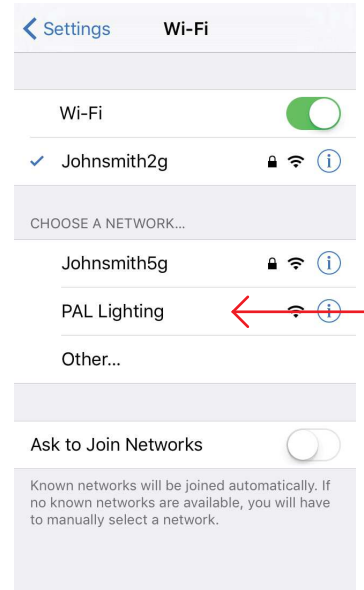 Settings Wi-Fi
Wi-Fi
Johnsmith2g
CHOOSE A NETWORK...
Johnsmith5g
PAL Lighting
Other...
Ask to Join Networks
Known networks will be joined automatically. If
no known networks are available, you will have
to manually select a network.